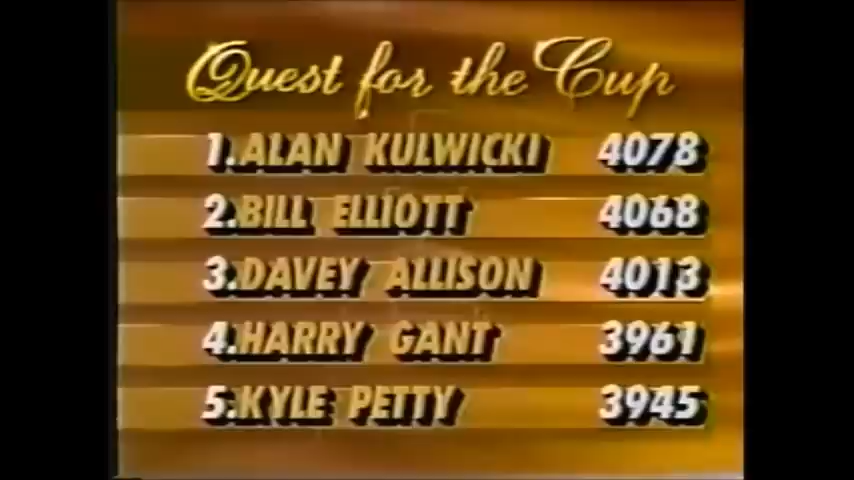 Quest for the Cup
1. ALAN KULWICKI 4078
2. BILL ELLIOTT 4068
3. DAVEY ALLISON 4013
4. HARRY GANT 3961
5. KYLE PETTY 3945